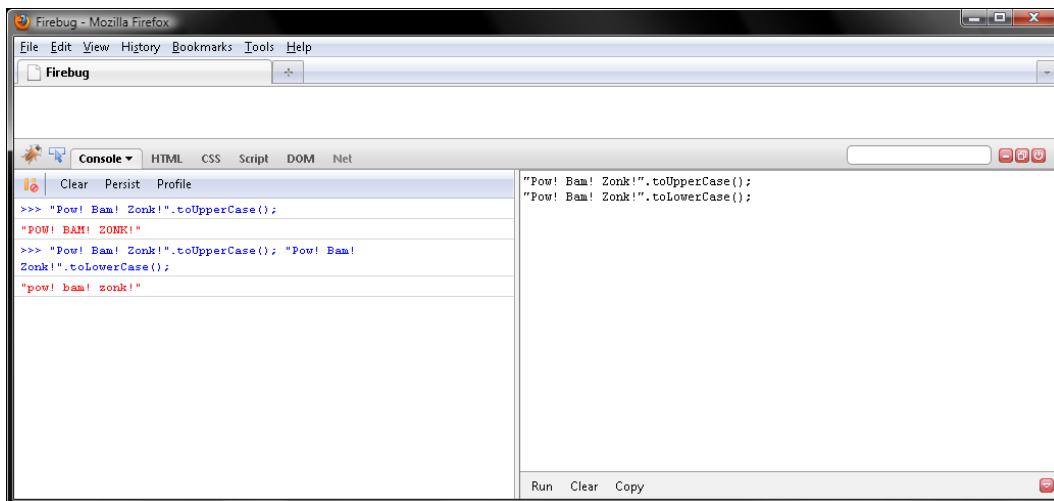 Firebug - Mozilla Firefox
File Edit View History Bookmarks Tools Help
Firebug
Console HTML CSS Script DOM Net
Clear Persist Profile
>>> "Pow! Bam! Zonk!".toUpperCase();
"POW! BAM! ZONK!"
>>> "Pow! Bam! Zonk!".toUpperCase(); "Pow! Bam!
Zonk!".toLowerCase();
"pow! bam! zonk!"
"Pow! Bam! Zonk!".toUpperCase();
"Pow! Bam! Zonk!".toLowerCase();
Run Clear Copy